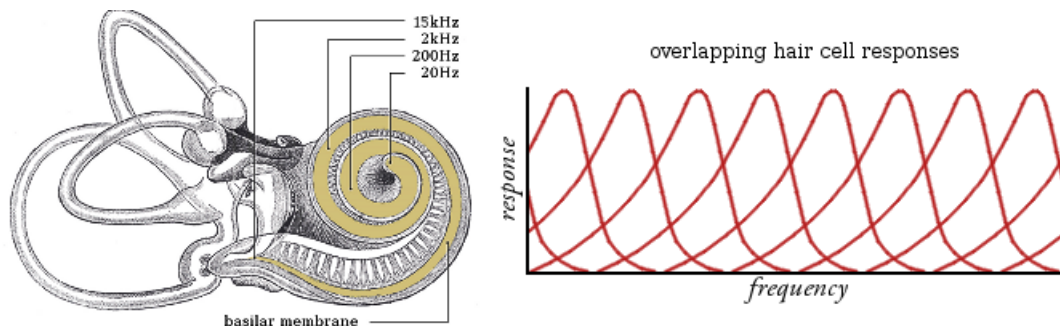 15kHz
2kHz
200Hz
20Hz
basilar membrane
overlapping hair cell responses
response
frequency